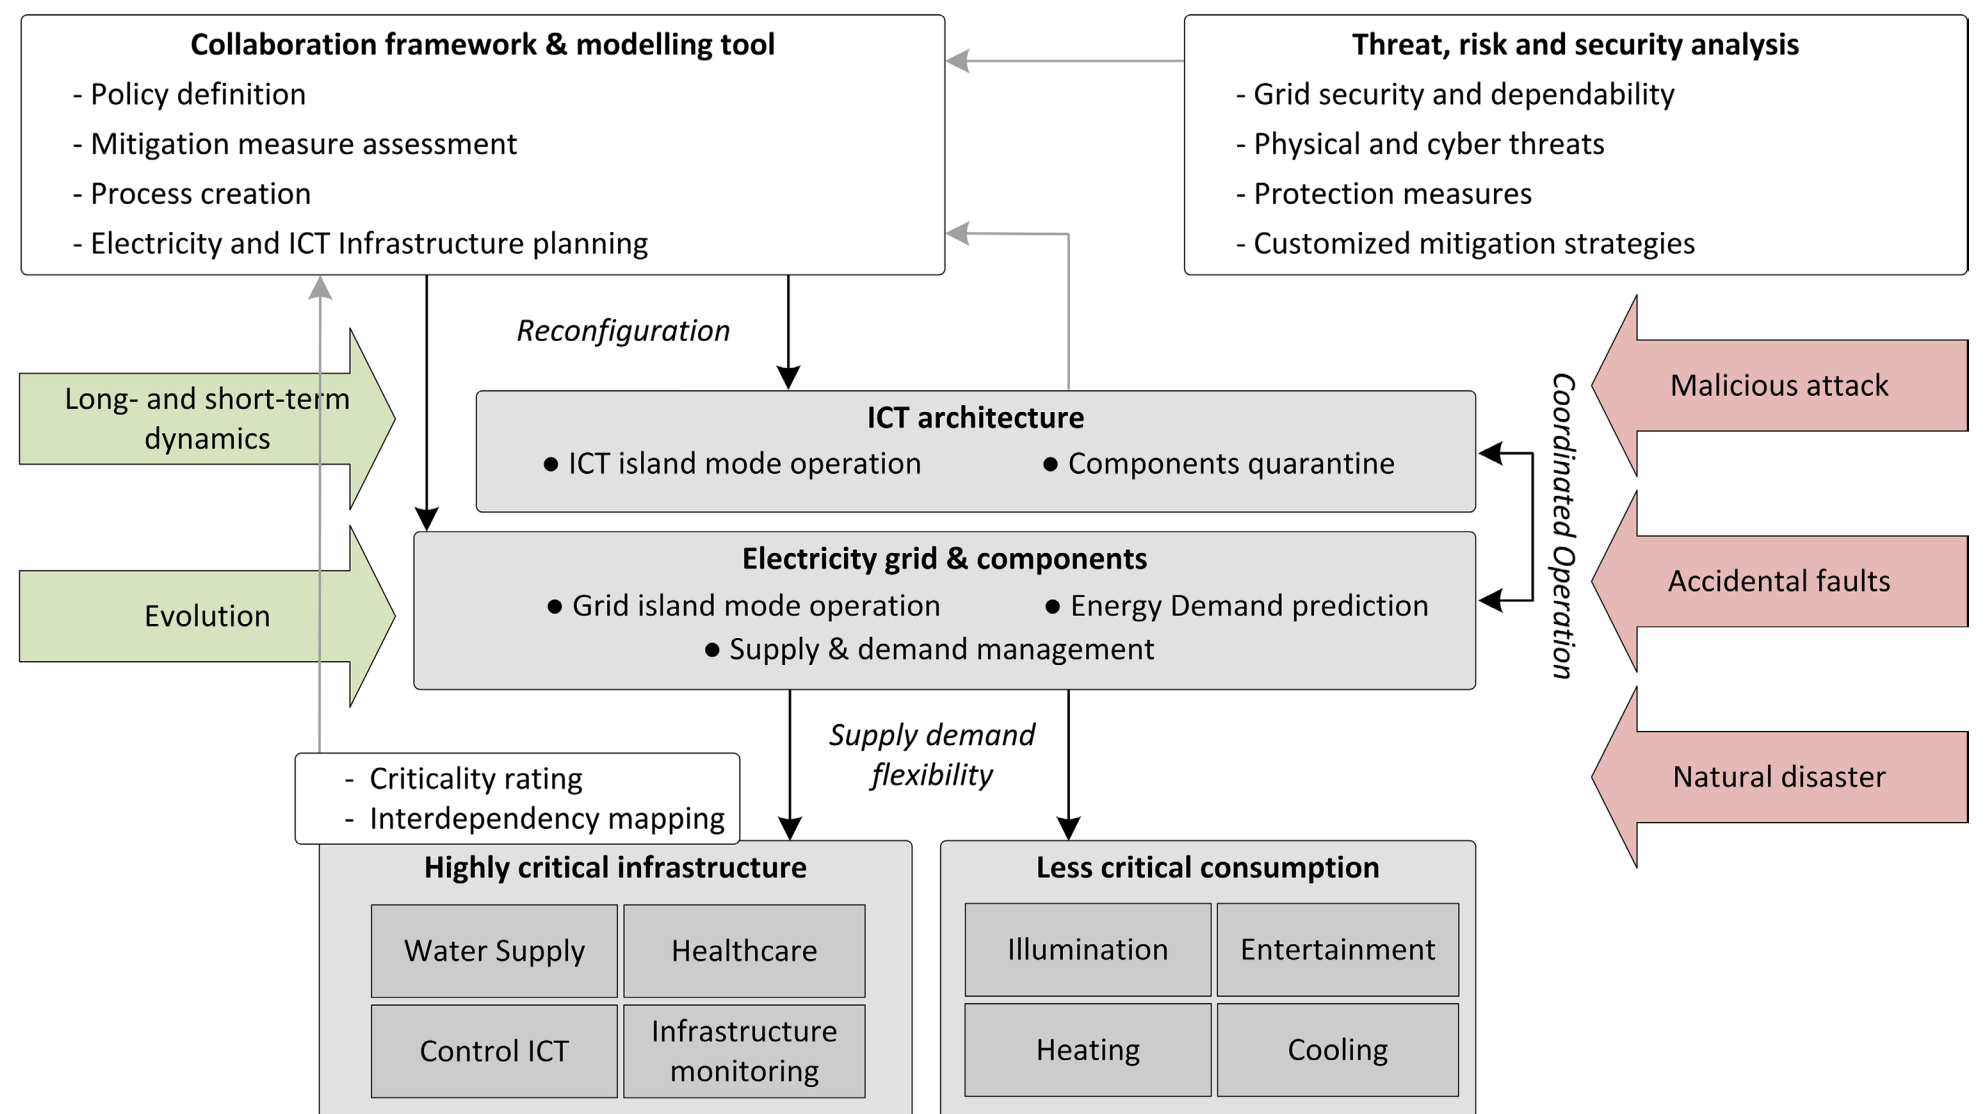 Collaboration framework & modelling tool
- Policy definition
- Mitigation measure assessment
- Process creation
- Electricity and ICT Infrastructure planning
Threat, risk and security analysis
- Grid security and dependability
- Physical and cyber threats
- Protection measures
- Customized mitigation strategies
Reconfiguration
Long- and short-term
dynamics
Evolution
ICT architecture
● ICT island mode operation
● Components quarantine
Electricity grid & components
● Grid island mode operation
● Energy Demand prediction
● Supply & demand management
Coordinated Operation
Malicious attack
Accidental faults
Natural disaster
Supply demand
flexibility
- Criticality rating
- Interdependency mapping
Highly critical infrastructure
Water Supply
Healthcare
Control ICT
Infrastructure
monitoring
Less critical consumption
Illumination
Entertainment
Heating
Cooling